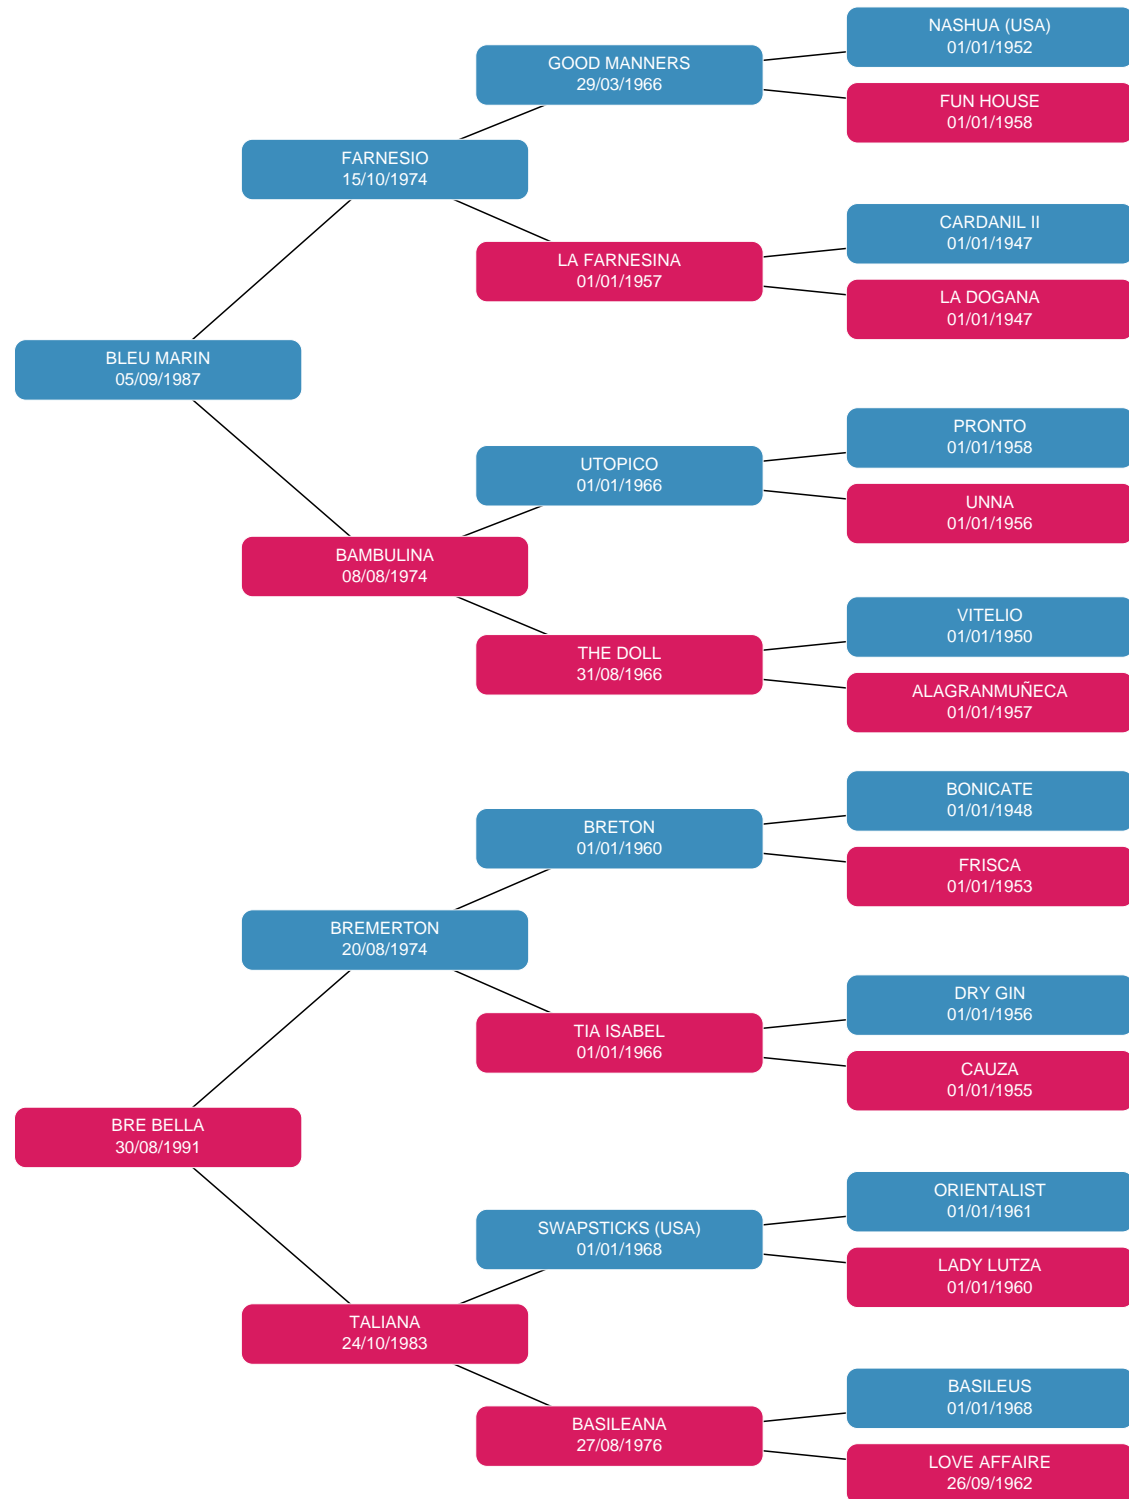 NASHUA (USA)
01/01/1952
GOOD MANNERS
29/03/1966
FUN HOUSE
01/01/1958
FARNESIO
15/10/1974
CARDANIL II
01/01/1947
LA FARNESINA
01/01/1957
LA DOGANA
01/01/1947
BLEU MARIN
05/09/1987
PRONTO
01/01/1958
UTOPICO
01/01/1966
UNNA
01/01/1956
BAMBULINA
08/08/1974
VITELIO
01/01/1950
THE DOLL
31/08/1966
ALAGRANMUÑECA
01/01/1957
BONICATE
01/01/1948
BRETON
01/01/1960
FRISCA
01/01/1953
BREMERTON
20/08/1974
DRY GIN
01/01/1956
TIA ISABEL
01/01/1966
CAUZA
01/01/1955
BRE BELLA
30/08/1991
ORIENTALIST
01/01/1961
SWAPSTICKS (USA)
01/01/1968
LADY LUTZA
01/01/1960
TALIANA
24/10/1983
BASILEUS
01/01/1968
BASILEANA
27/08/1976
LOVE AFFAIRE
26/09/1962